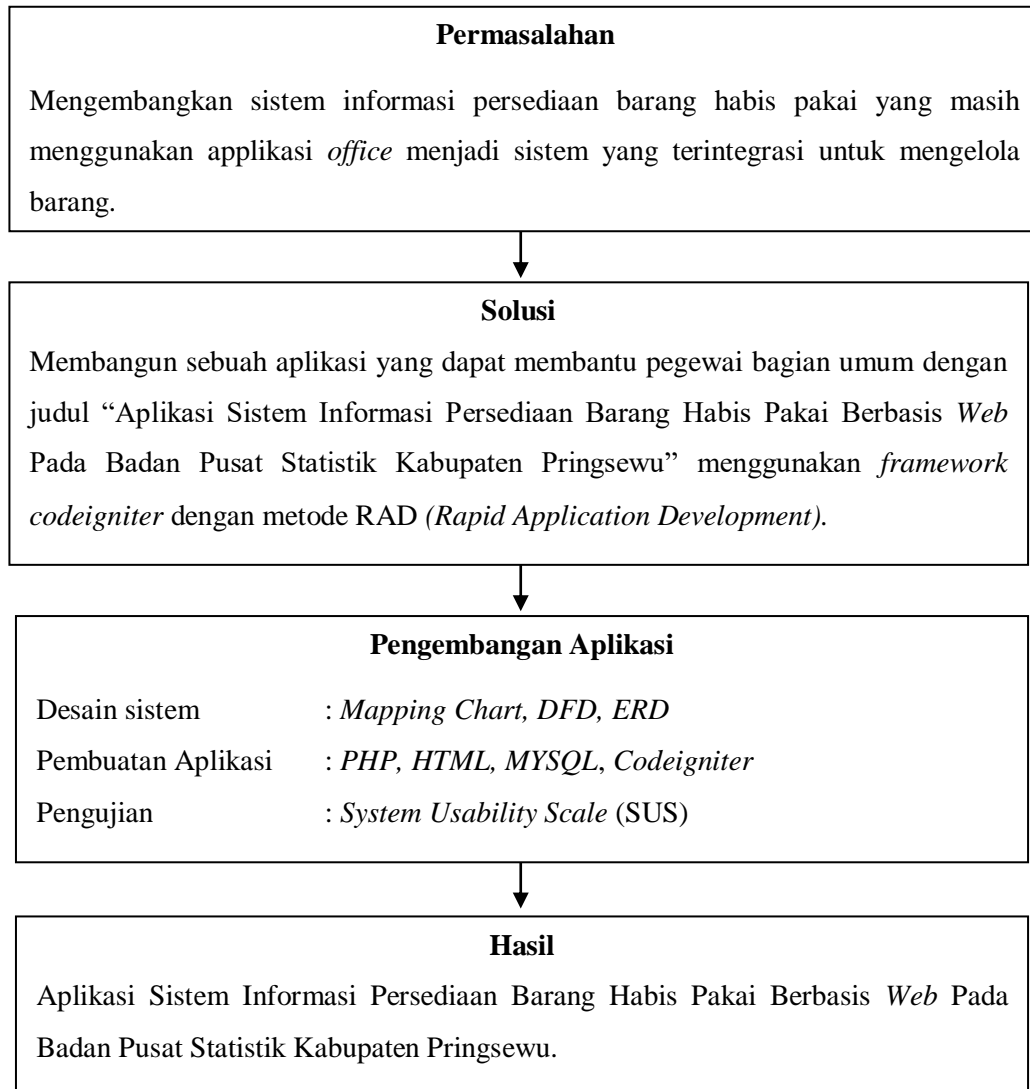 Permasalahan
Mengembangkan sistem informasi persediaan barang habis pakai yang masih
menggunakan applikasi office menjadi sistem yang terintegrasi untuk mengelola
barang.
Solusi
Membangun sebuah aplikasi yang dapat membantu pegewai bagian umum dengan
judul “Aplikasi Sistem Informasi Persediaan Barang Habis Pakai Berbasis Web
Pada Badan Pusat Statistik Kabupaten Pringsewu” menggunakan framework
codeigniter dengan metode RAD (Rapid Application Development).
Pengembangan Aplikasi
Desain sistem : Mapping Chart, DFD, ERD
Pembuatan Aplikasi : PHP, HTML, MYSQL, Codeigniter
Pengujian : System Usability Scale (SUS)
Hasil
Aplikasi Sistem Informasi Persediaan Barang Habis Pakai Berbasis Web Pada
Badan Pusat Statistik Kabupaten Pringsewu.